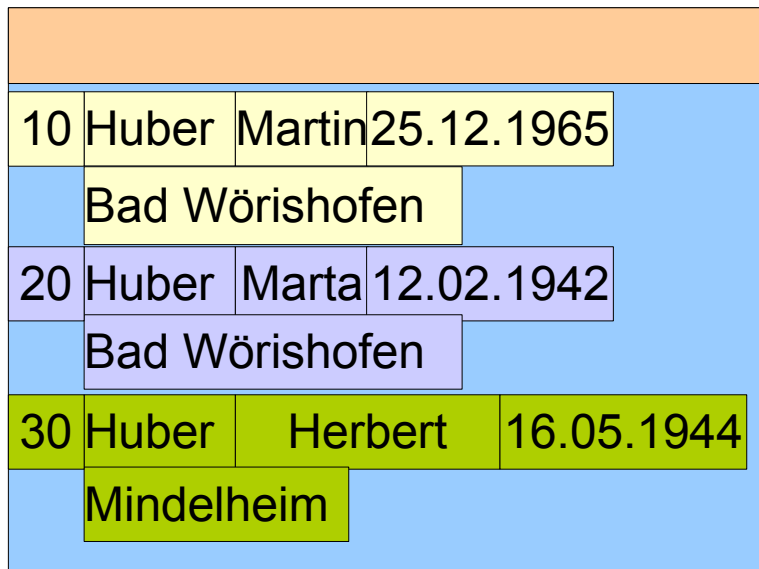 10 Huber Martin 25.12.1965
Bad Wörishofen
20 Huber Marta 12.02.1942
Bad Wörishofen
30 Huber Herbert 16.05.1944
Mindelheim